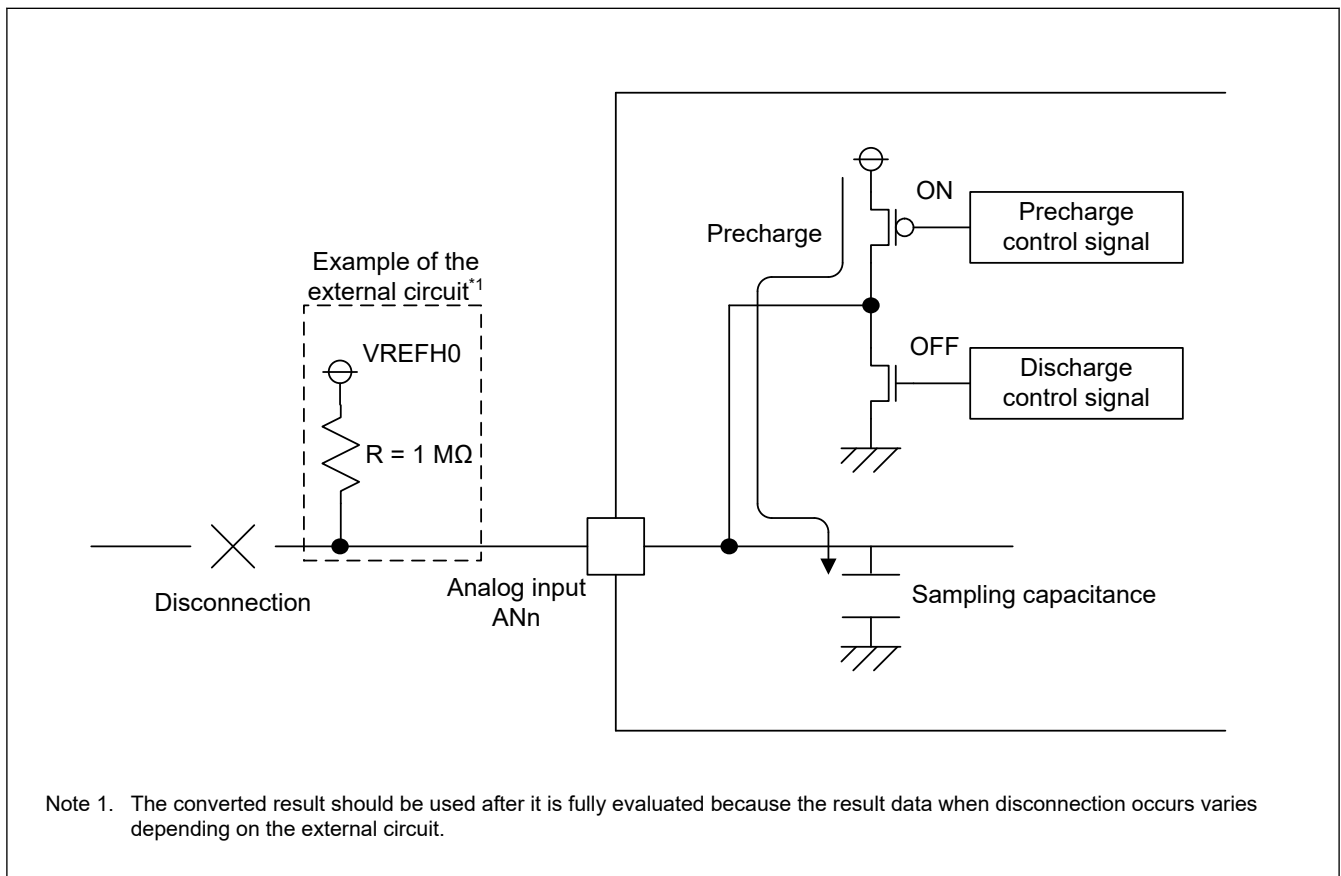 ON
Precharge
control signal
Precharge
Example of the
external circuit*1
VREFH0
OFF
Discharge
control signal
R = 1 MΩ
Analog input
ANn
Disconnection
Sampling capacitance
Note 1. The converted result should be used after it is fully evaluated because the result data when disconnection occurs varies
depending on the external circuit.